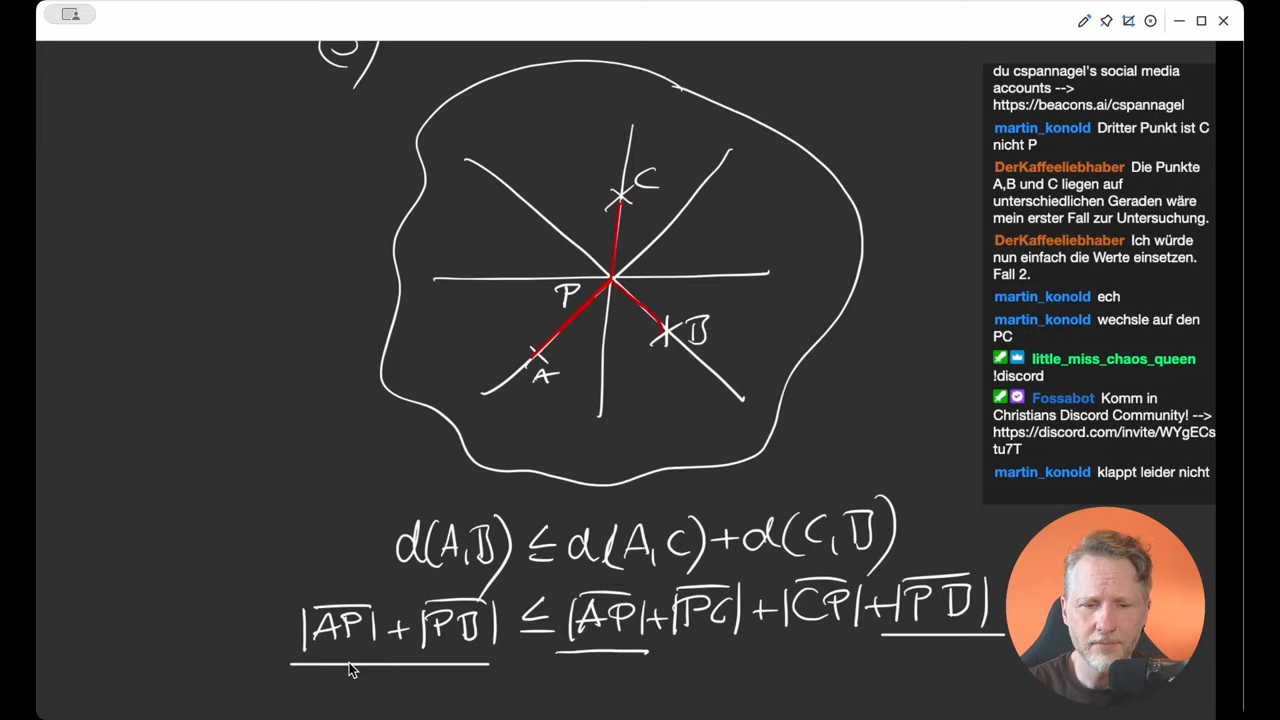 3)
C
P
B
A
d(A,B) ≤ d(A,C)+d(C,B)
|AP| + |PB| ≤ |AP|+|PC| + |CP|+|PB|
du cspannagel's social media
accounts -->
https://beacons.ai/cspannagel
martin_konold Dritter Punkt ist C
nicht P
DerKaffeeliebhaber Die Punkte
A,B und C liegen auf
unterschiedlichen Geraden wäre
mein erster Fall zur Untersuchung.
DerKaffeeliebhaber Ich würde
nun einfach die Werte einsetzen.
Fall 2.
martin_konold ech
martin_konold wechsle auf den
PC
little_miss_chaos_queen
!discord
Fossabot Komm in
Christians Discord Community! -->
https://discord.com/invite/WYgECs
tu7T
martin_konold klappt leider nicht